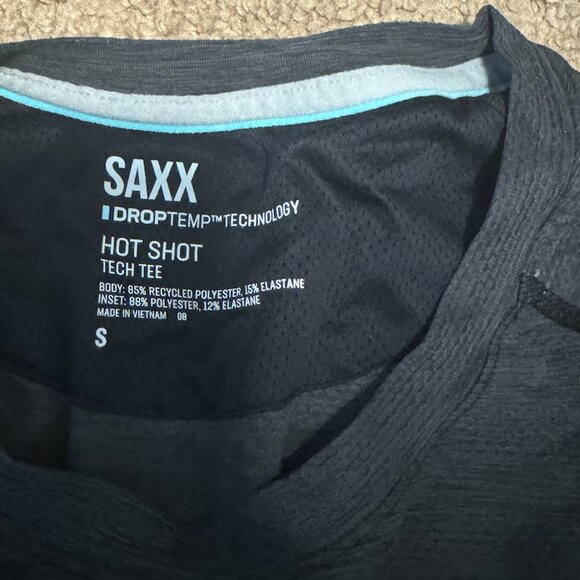 SAXX
DROPTEMP™TECHNOLOGY
HOT SHOT
TECH TEE
BODY: 85% RECYCLED POLYESTER, 15% ELASTANE
INSET: 88% POLYESTER, 12% ELASTANE
MADE IN VIETNAM 08
S